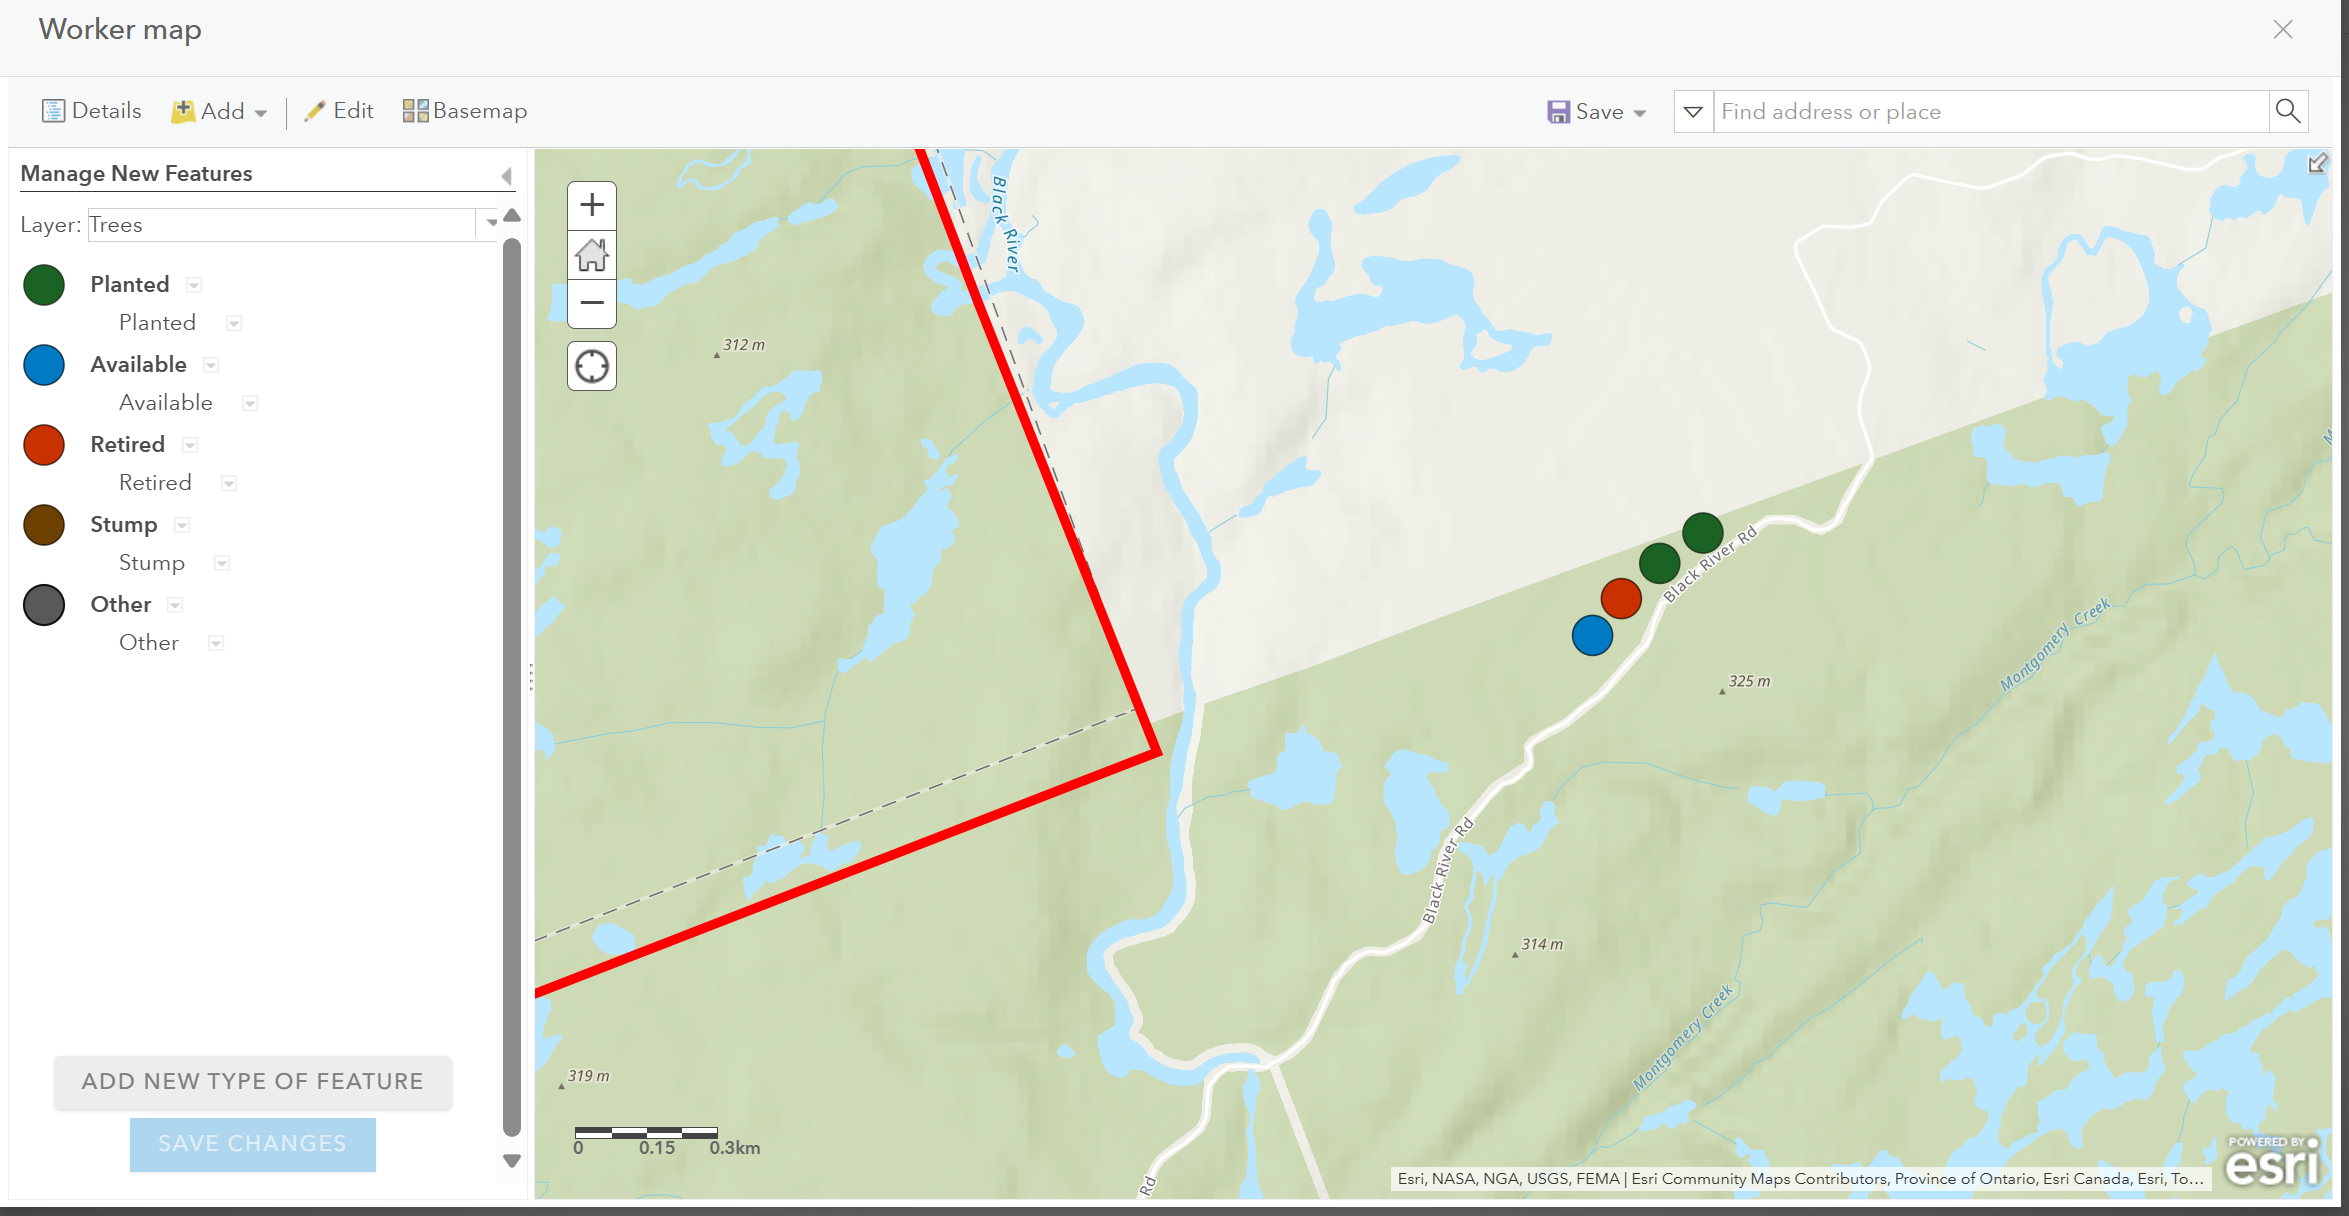 Worker map
Details
Add
Edit
Basemap
Save
Find address or place
Manage New Features
Layer: Trees
Planted
Planted
Available
Available
Retired
Retired
Stump
Stump
Other
Other
ADD NEW TYPE OF FEATURE
SAVE CHANGES
Black River
312 m
Black River Rd
325 m
Montgomery Creek
Black River Rd
314 m
Montgomery Creek
319 m
Rd
0 0.15 0.3km
Esri, NASA, NGA, USGS, FEMA | Esri Community Maps Contributors, Province of Ontario, Esri Canada, Esri, To...
POWERED BY
esri